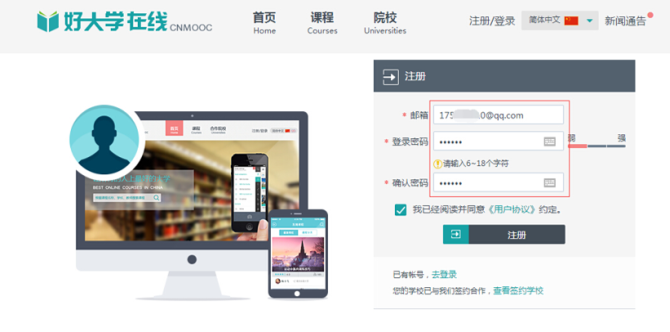 好大学在线 CNMOOC
首页 课程 院校 注册/登录 简体中文 新闻通告
Home Courses Universities
注册
* 邮箱 175 0@qq.com
* 登录密码 •••••• 弱 强
请输入6~18个字符
* 确认密码 ••••••
我已经阅读并同意《用户协议》约定。
注册
已有帐号，去登录
您的学校已与我们签约合作，查看签约学校
首页 课程 合作院校
BEST ONLINE COURSES IN CHINA